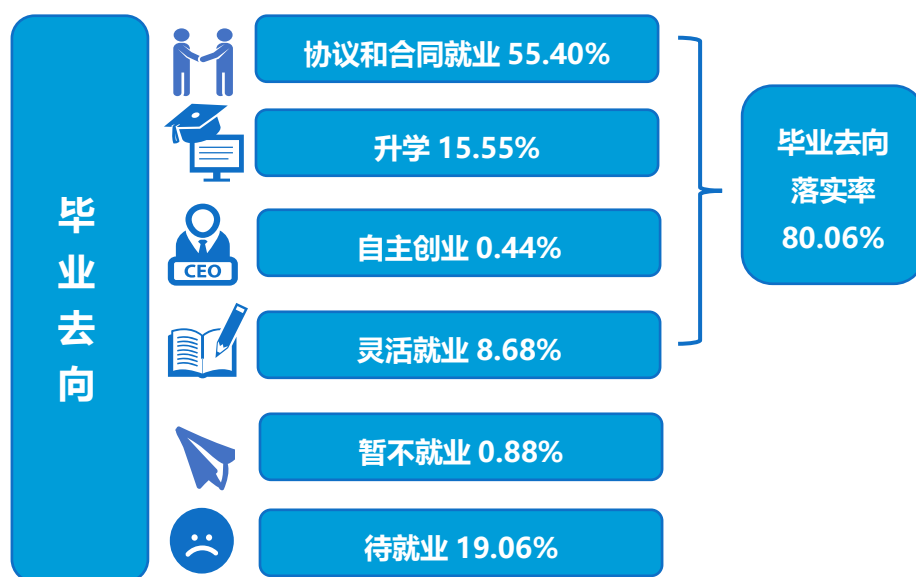 毕业去向
协议和合同就业 55.40%
升学 15.55%
CEO
自主创业 0.44%
灵活就业 8.68%
暂不就业 0.88%
待就业 19.06%
毕业去向
落实率
80.06%